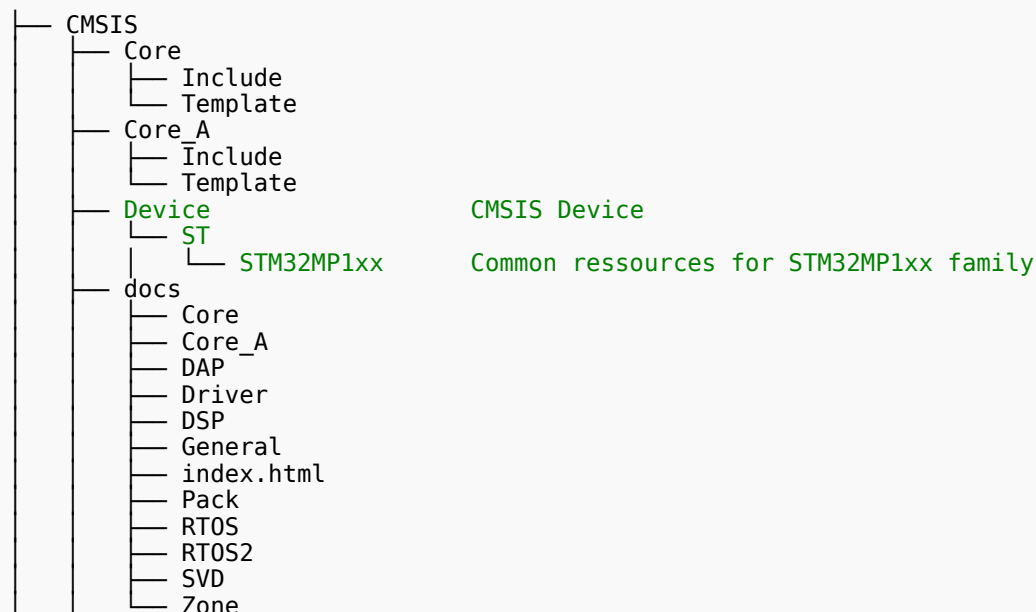 ├── CMSIS
│   ├── Core
│   │   ├── Include
│   │   └── Template
│   ├── Core_A
│   │   ├── Include
│   │   └── Template
│   ├── Device                  CMSIS Device
│   │   └── ST
│   │   │   └── STM32MP1xx      Common ressources for STM32MP1xx family
│   ├── docs
│   │   ├── Core
│   │   ├── Core_A
│   │   ├── DAP
│   │   ├── Driver
│   │   ├── DSP
│   │   ├── General
│   │   ├── index.html
│   │   ├── Pack
│   │   ├── RTOS
│   │   ├── RTOS2
│   │   ├── SVD
│   │   └── Zone